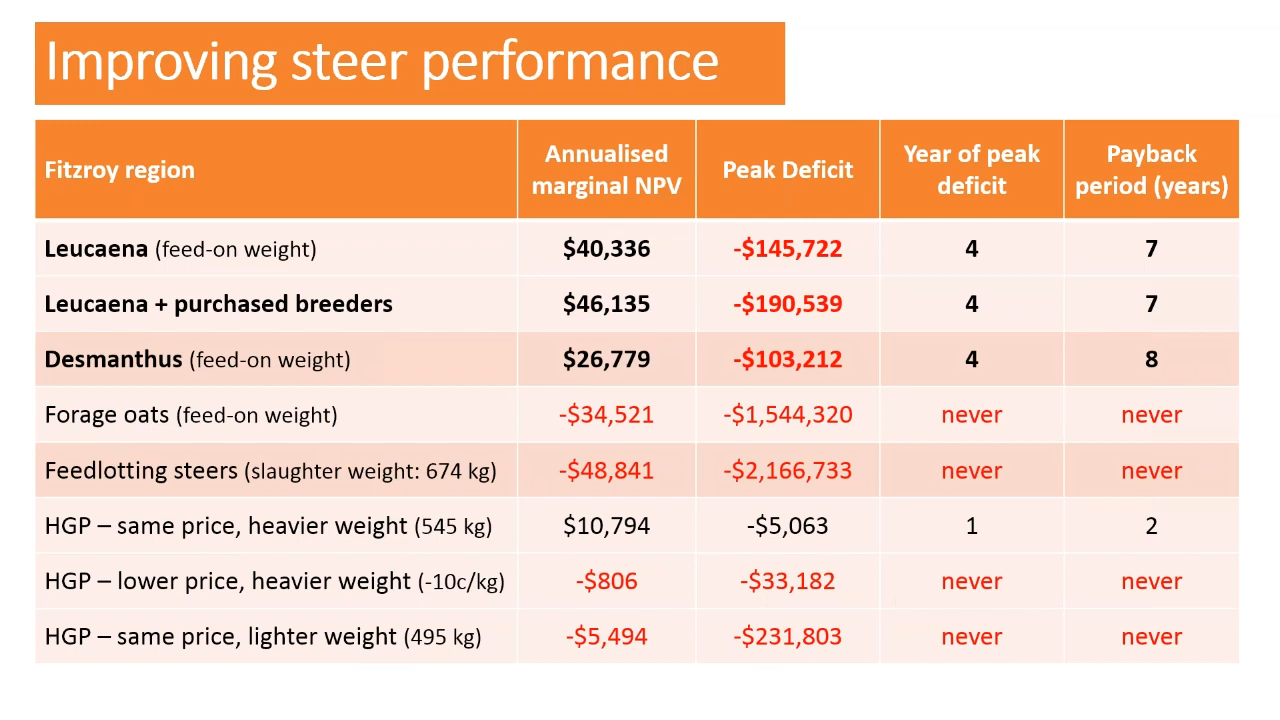 Improving steer performance
Fitzroy region
Annualised
marginal NPV
Peak Deficit
Year of peak
deficit
Payback
period (years)
Leucaena (feed-on weight) $40,336 -$145,722 4 7
Leucaena + purchased breeders $46,135 -$190,539 4 7
Desmanthus (feed-on weight) $26,779 -$103,212 4 8
Forage oats (feed-on weight) -$34,521 -$1,544,320 never never
Feedlotting steers (slaughter weight: 674 kg) -$48,841 -$2,166,733 never never
HGP – same price, heavier weight (545 kg) $10,794 -$5,063 1 2
HGP – lower price, heavier weight (-10c/kg) -$806 -$33,182 never never
HGP – same price, lighter weight (495 kg) -$5,494 -$231,803 never never